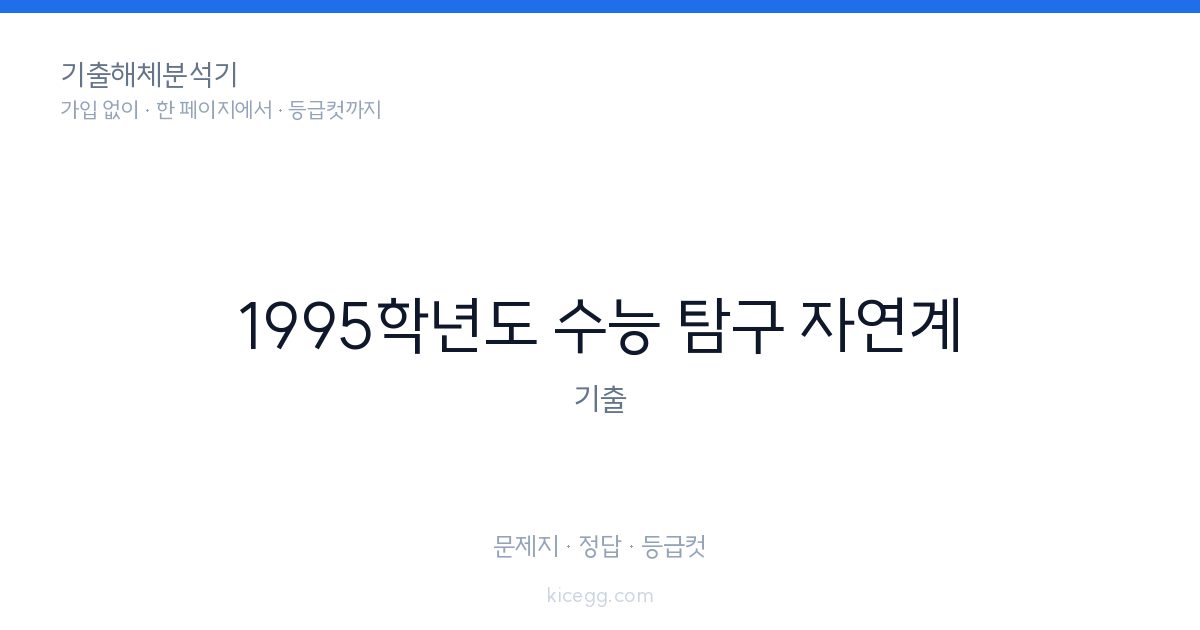 기출해체분석기
가입 없이 · 한 페이지에서 · 등급컷까지
1995학년도 수능 탐구 자연계
기출
문제지 · 정답 · 등급컷
kicegg.com